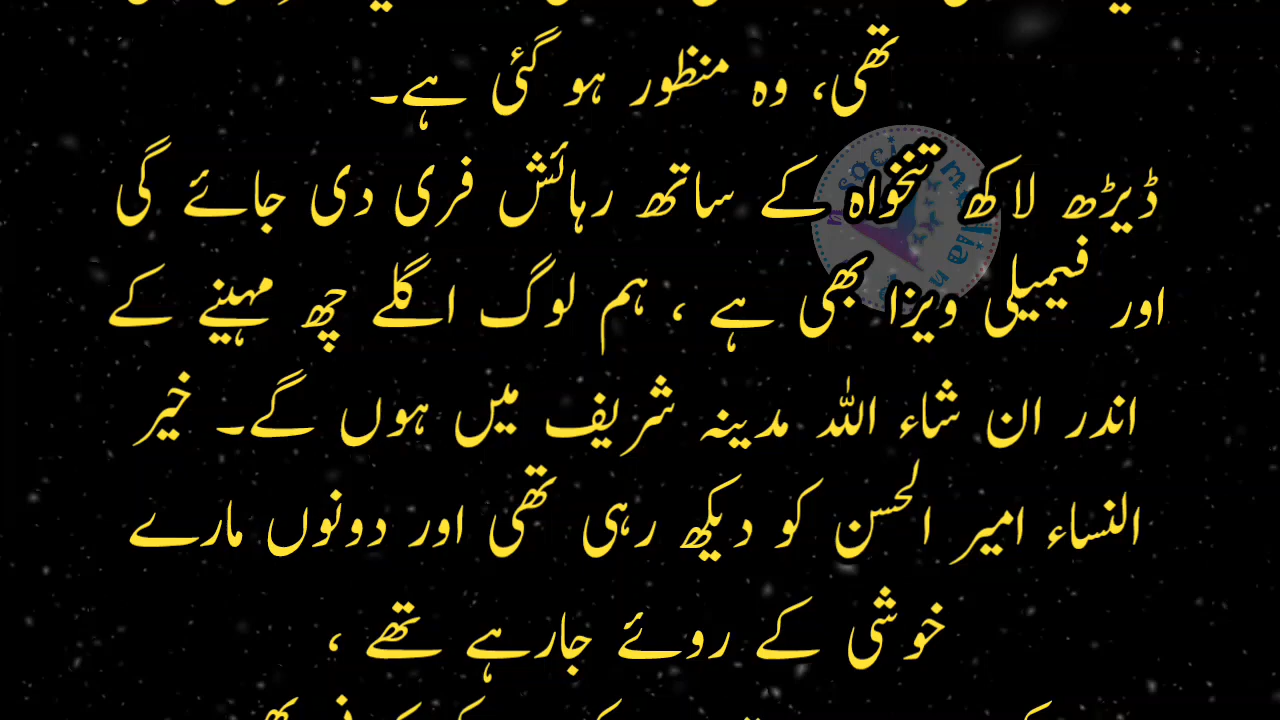 تھی، وہ منظور ہو گئی ہے۔
ڈیڑھ لاکھ تنخواہ کے ساتھ رہائش فری دی جائے گی
اور فیمیلی ویزا بھی ہے ، ہم لوگ اگلے چھ مہینے کے
اندر ان شاء اللہ مدینہ شریف میں ہوں گے۔ خیر
النساء امیر الحسن کو دیکھ رہی تھی اور دونوں مارے
خوشی کے روئے جارہے تھے ،